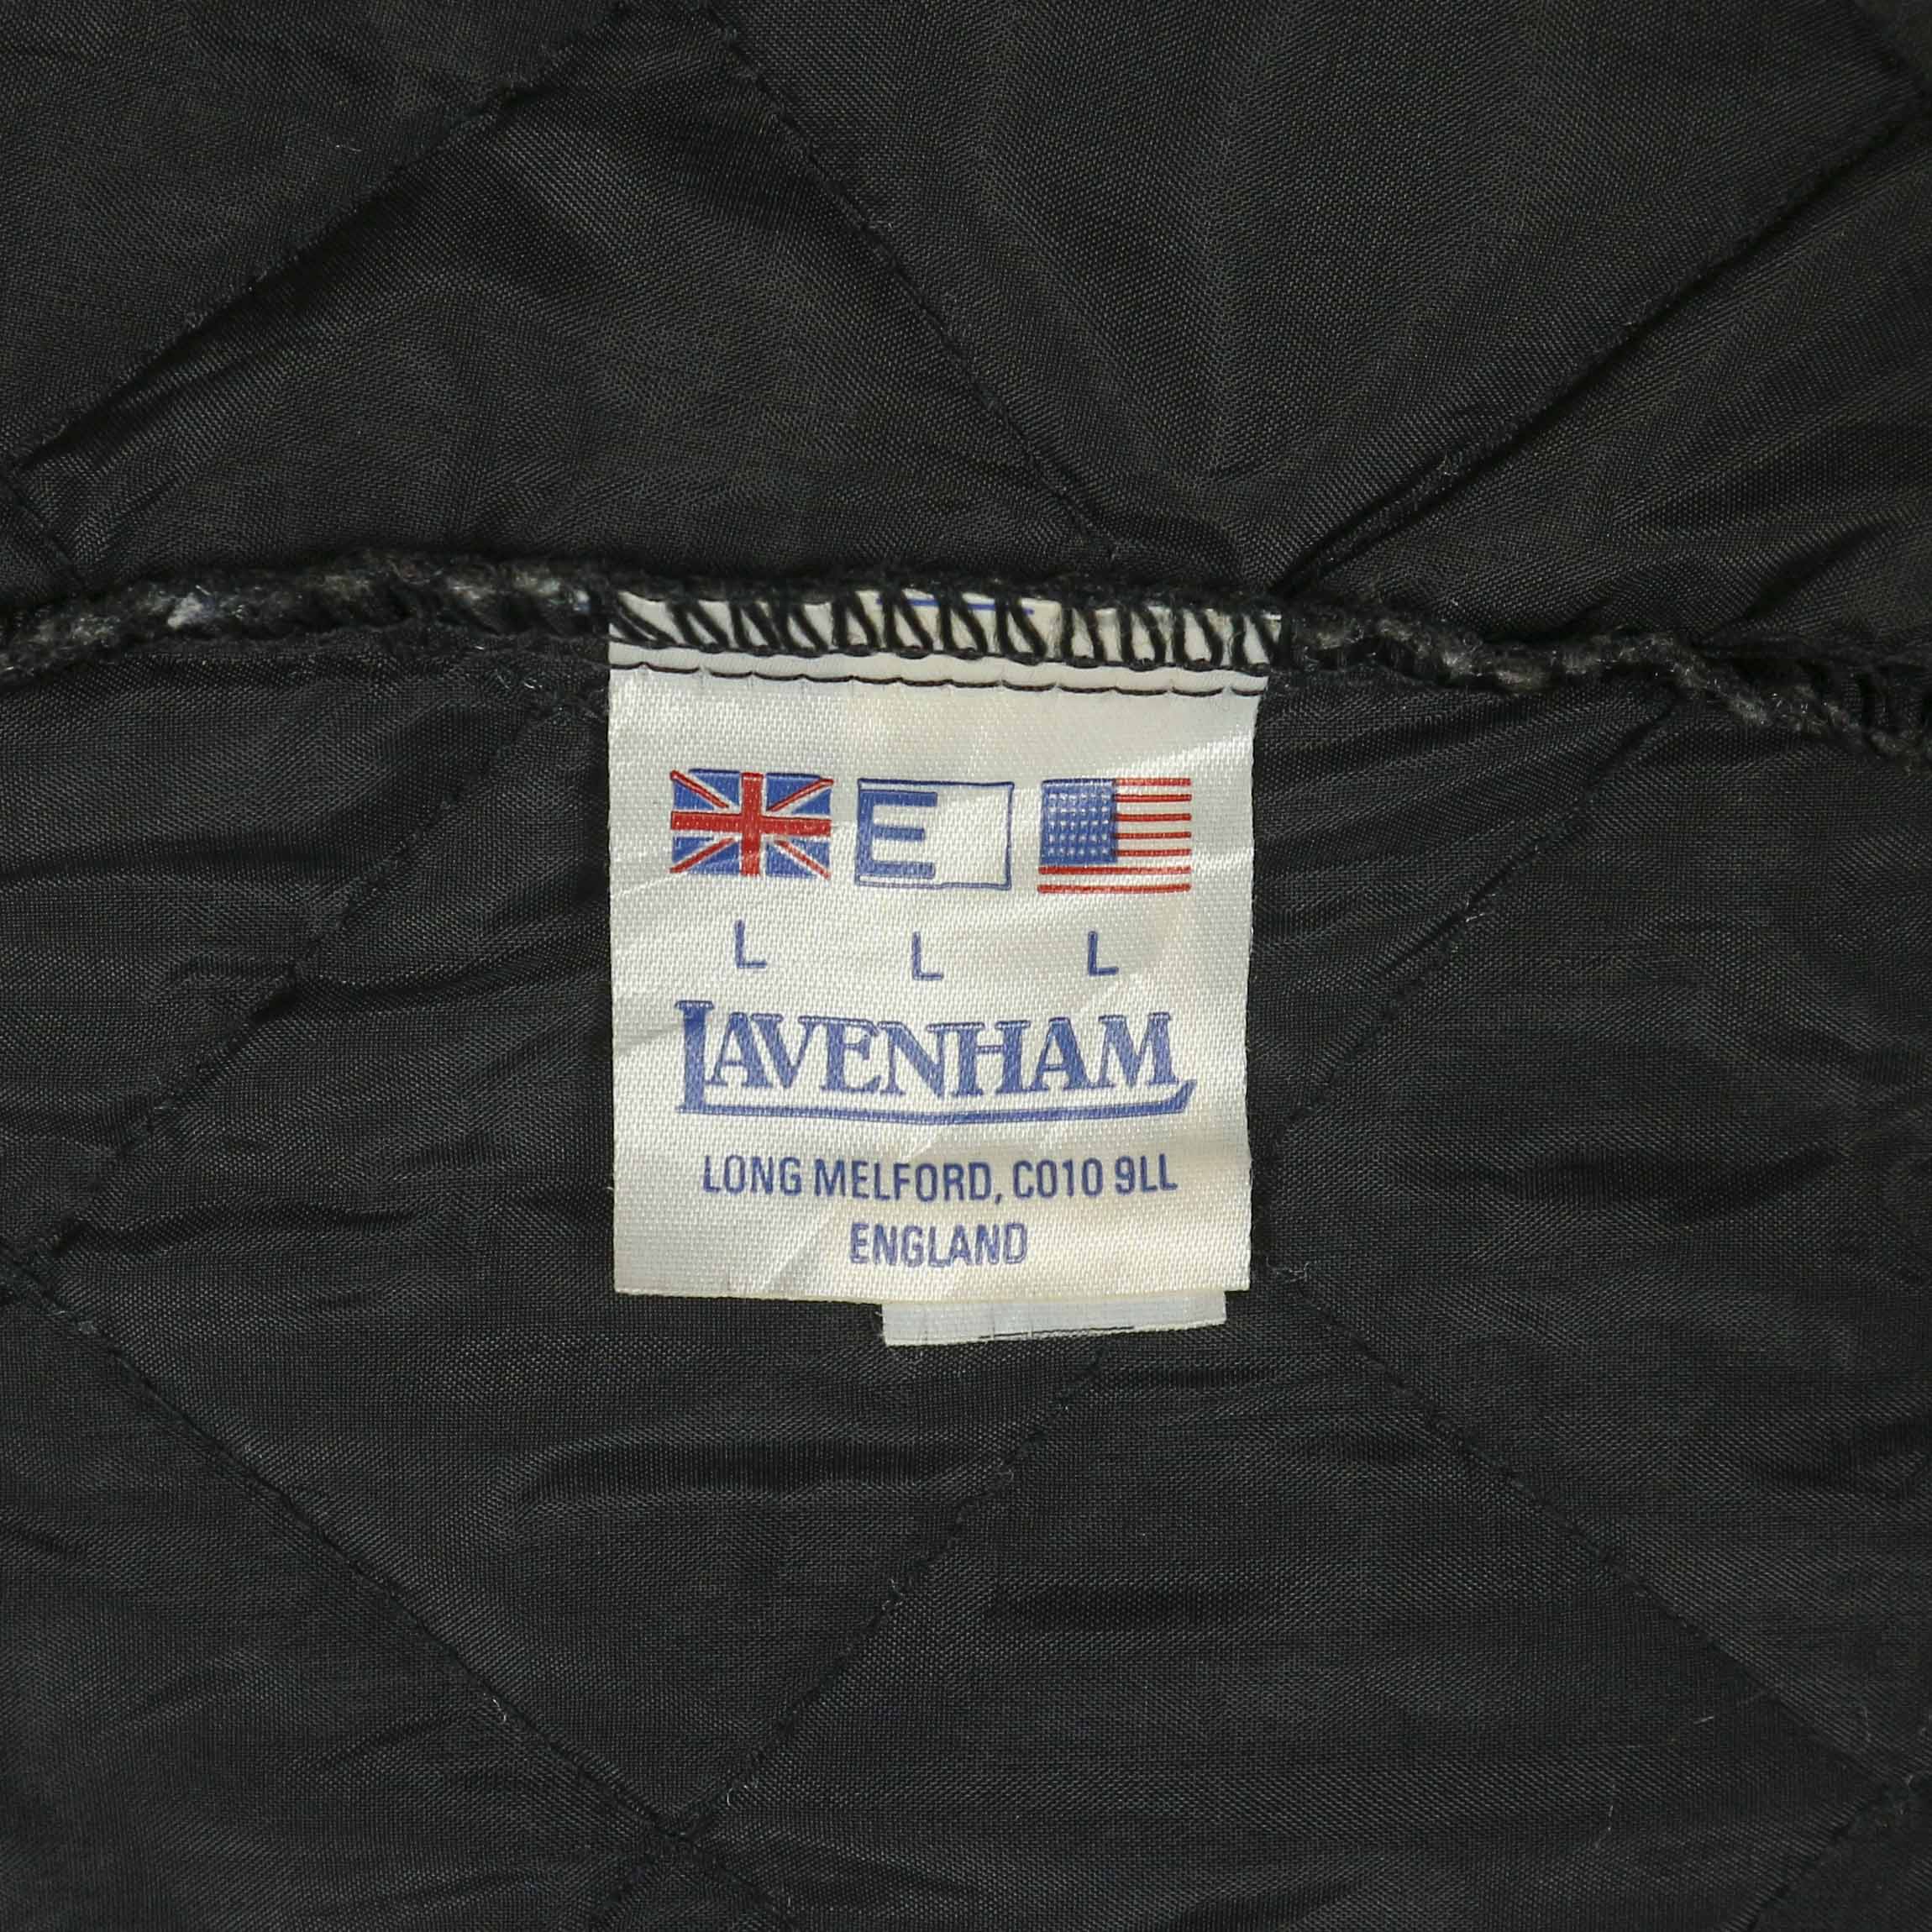 E
L L L
LAVENHAM
LONG MELFORD, CO10 9LL
ENGLAND